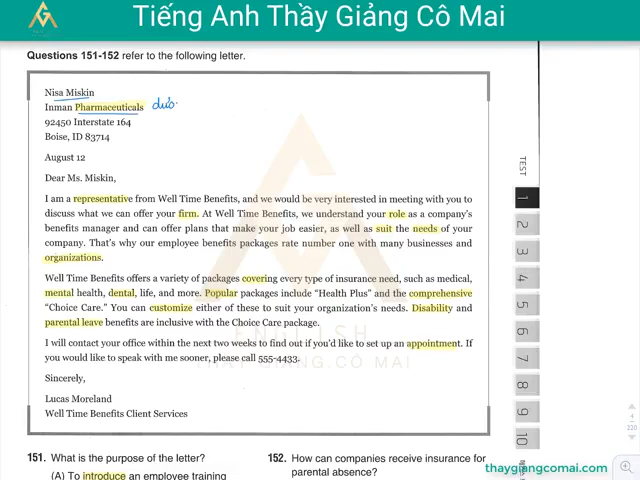 Tiếng Anh Thầy Giảng Cô Mai
Questions 151-152 refer to the following letter.
Nisa Miskin
Inman Pharmaceuticals
92450 Interstate 164
Boise, ID 83714
August 12
Dear Ms. Miskin,
I am a representative from Well Time Benefits, and we would be very interested in meeting with you to
discuss what we can offer your firm. At Well Time Benefits, we understand your role as a company's
benefits manager and can offer plans that make your job easier, as well as suit the needs of your
company. That's why our employee benefits packages rate number one with many businesses and
organizations.
Well Time Benefits offers a variety of packages covering every type of insurance need, such as medical,
mental health, dental, life, and more. Popular packages include "Health Plus" and the comprehensive
"Choice Care." You can customize either of these to suit your organization's needs. Disability and
parental leave benefits are inclusive with the Choice Care package.
I will contact your office within the next two weeks to find out if you'd like to set up an appointment. If
you would like to speak with me sooner, please call 555-4433.
Sincerely,
Lucas Moreland
Well Time Benefits Client Services
ENGLISH
THẦY GIẢNG CÔ MAI
TEST
1
2
3
4
5
6
7
8
9
10
4
220
151. What is the purpose of the letter?
(A) To introduce an employee training
152. How can companies receive insurance for
parental absence?
thaygiangcomai.com